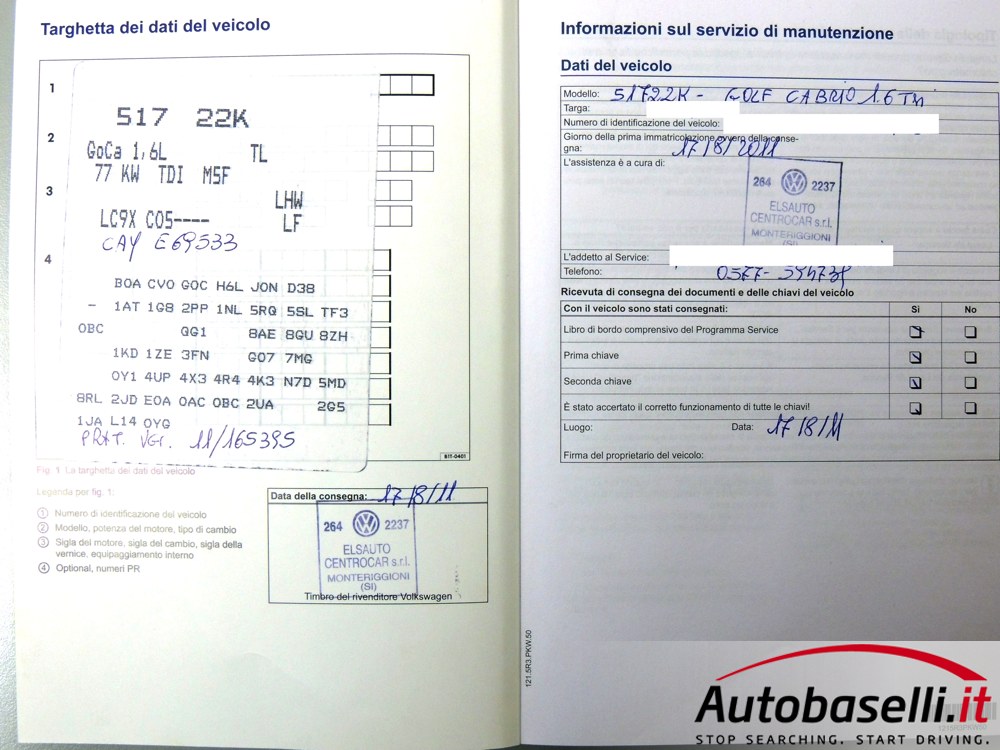 Targhetta dei dati del veicolo
1
517 22K
2
GoCa 1,6L TL
77 KW TDI M5F
3
LHW
LC9X C05---- LF
CAY E69533
4
B0A CV0 G0C H6L J0N D38
– 1AT 1G8 2PP 1NL 5RQ 5SL TF3
OBC GG1 8AE 8GU 8ZH
1KD 1ZE 3FN G07 7MG
0Y1 4UP 4X3 4R4 4K3 N7D 5MD
8RL 2JD E0A 0AC 0BC 2UA 2G5
1JA L14 0YG
PROT. VGI. 11/165395
B11-0401
Fig. 1 La targhetta dei dati del veicolo
Legenda per fig. 1:
① Numero di identificazione del veicolo
② Modello, potenza del motore, tipo di cambio
③ Sigla del motore, sigla del cambio, sigla della
vernice, equipaggiamento interno
④ Optional, numeri PR
Data della consegna: 17/8/11
264 2237
ELSAUTO
CENTROCAR s.r.l.
MONTERIGGIONI
(SI)
Timbro del rivenditore Volkswagen
Informazioni sul servizio di manutenzione
Dati del veicolo
Modello: 51722K - GOLF CABRIO 1.6 TDI
Targa:
Numero di identificazione del veicolo:
Giorno della prima immatricolazione ovvero della conse-
gna: 17/8/2011
L'assistenza è a cura di:
264 2237
ELSAUTO
CENTROCAR s.r.l.
MONTERIGGIONI
(SI)
L'addetto al Service:
Telefono: 0577-
Ricevuta di consegna dei documenti e delle chiavi del veicolo
Con il veicolo sono stati consegnati: Sì No
Libro di bordo comprensivo del Programma Service
Prima chiave
Seconda chiave
È stato accertato il corretto funzionamento di tutte le chiavi!
Luogo: Data: 17/8/11
Firma del proprietario del veicolo:
121.5R3.PKW.50
Autobaselli.it
STOP SEARCHING. START DRIVING.